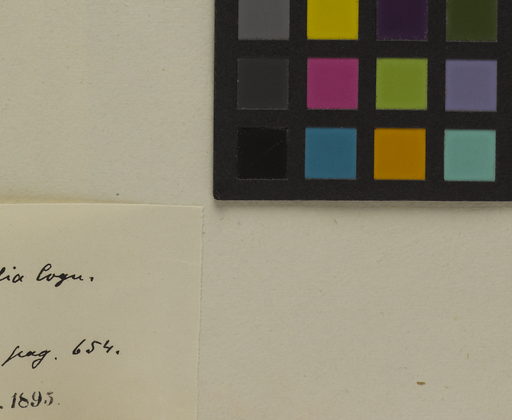 lia Cogn.
pag. 654.
. 1895.